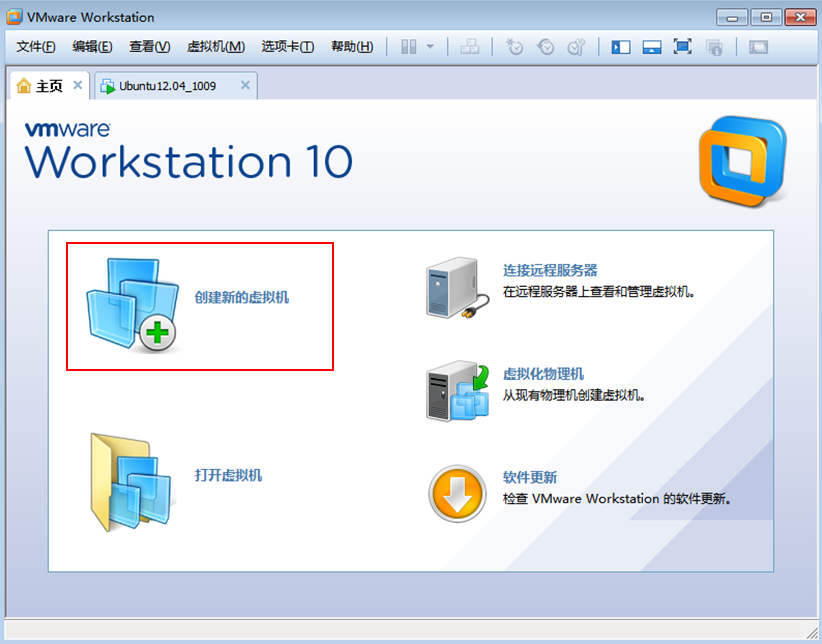 VMware Workstation
文件(F) 编辑(E) 查看(V) 虚拟机(M) 选项卡(T) 帮助(H)
主页 Ubuntu12.04_1009
vmware
Workstation 10
创建新的虚拟机
打开虚拟机
连接远程服务器
在远程服务器上查看和管理虚拟机。
虚拟化物理机
从现有物理机创建虚拟机。
软件更新
检查 VMware Workstation 的软件更新。